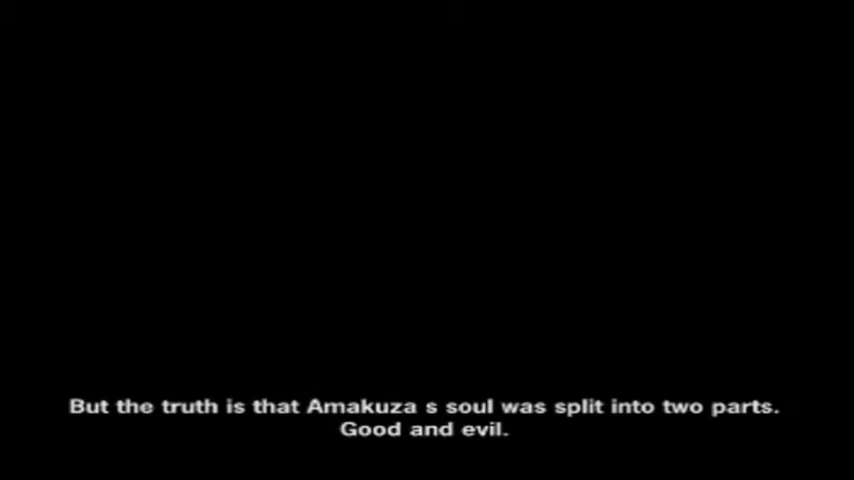 But the truth is that Amakuza s soul was split into two parts.
Good and evil.